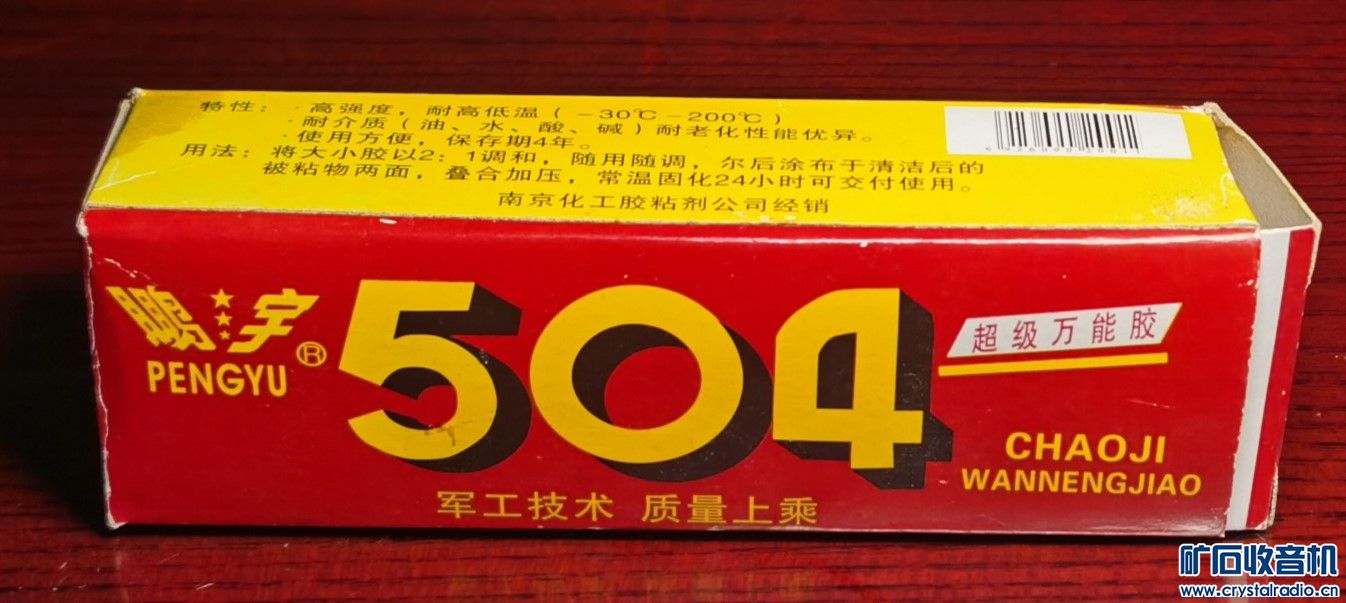 特性：·高强度，耐高低温（－30℃－200℃）
·耐介质（油、水、酸、碱）耐老化性能优异。
·使用方便，保存期4年。
用法：将大小胶以2：1调和，随用随调，尔后涂布于清洁后的
被粘物两面，叠合加压，常温固化24小时可交付使用。
南京化工胶粘剂公司经销
鹏宇
PENGYU®
504
超级万能胶
CHAOJI
WANNENGJIAO
军工技术 质量上乘
矿石收音机
www.crystalradio.cn